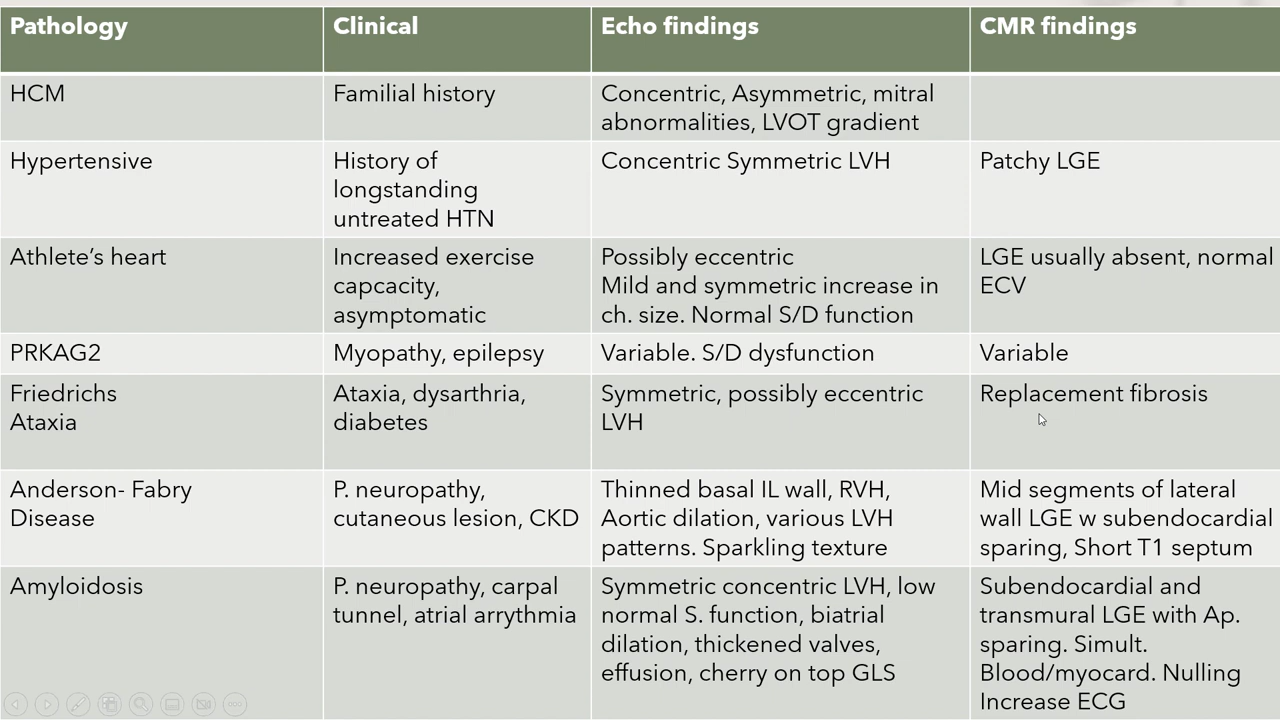 Pathology
Clinical
Echo findings
CMR findings
HCM
Familial history
Concentric, Asymmetric, mitral
abnormalities, LVOT gradient
Hypertensive
History of
longstanding
untreated HTN
Concentric Symmetric LVH
Patchy LGE
Athlete’s heart
Increased exercise
capcacity,
asymptomatic
Possibly eccentric
Mild and symmetric increase in
ch. size. Normal S/D function
LGE usually absent, normal
ECV
PRKAG2
Myopathy, epilepsy
Variable. S/D dysfunction
Variable
Friedrichs
Ataxia
Ataxia, dysarthria,
diabetes
Symmetric, possibly eccentric
LVH
Replacement fibrosis
Anderson- Fabry
Disease
P. neuropathy,
cutaneous lesion, CKD
Thinned basal IL wall, RVH,
Aortic dilation, various LVH
patterns. Sparkling texture
Mid segments of lateral
wall LGE w subendocardial
sparing, Short T1 septum
Amyloidosis
P. neuropathy, carpal
tunnel, atrial arrythmia
Symmetric concentric LVH, low
normal S. function, biatrial
dilation, thickened valves,
effusion, cherry on top GLS
Subendocardial and
transmural LGE with Ap.
sparing. Simult.
Blood/myocard. Nulling
Increase ECG